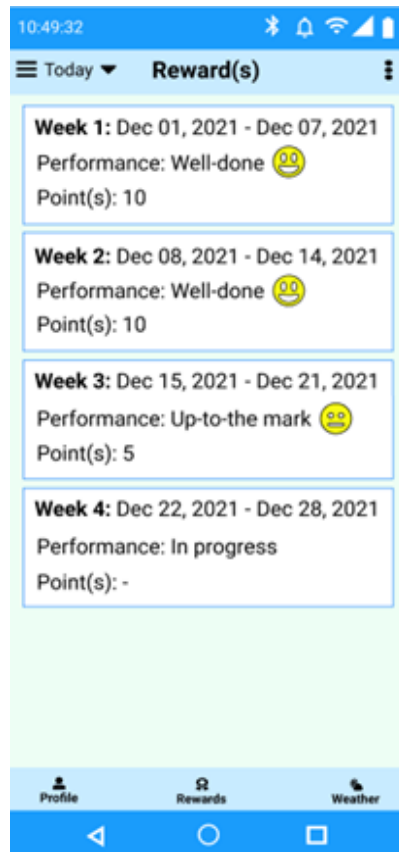 10:49:32
Today Reward(s)
Week 1: Dec 01, 2021 - Dec 07, 2021
Performance: Well-done
Point(s): 10
Week 2: Dec 08, 2021 - Dec 14, 2021
Performance: Well-done
Point(s): 10
Week 3: Dec 15, 2021 - Dec 21, 2021
Performance: Up-to-the mark
Point(s): 5
Week 4: Dec 22, 2021 - Dec 28, 2021
Performance: In progress
Point(s): -
Profile Rewards Weather